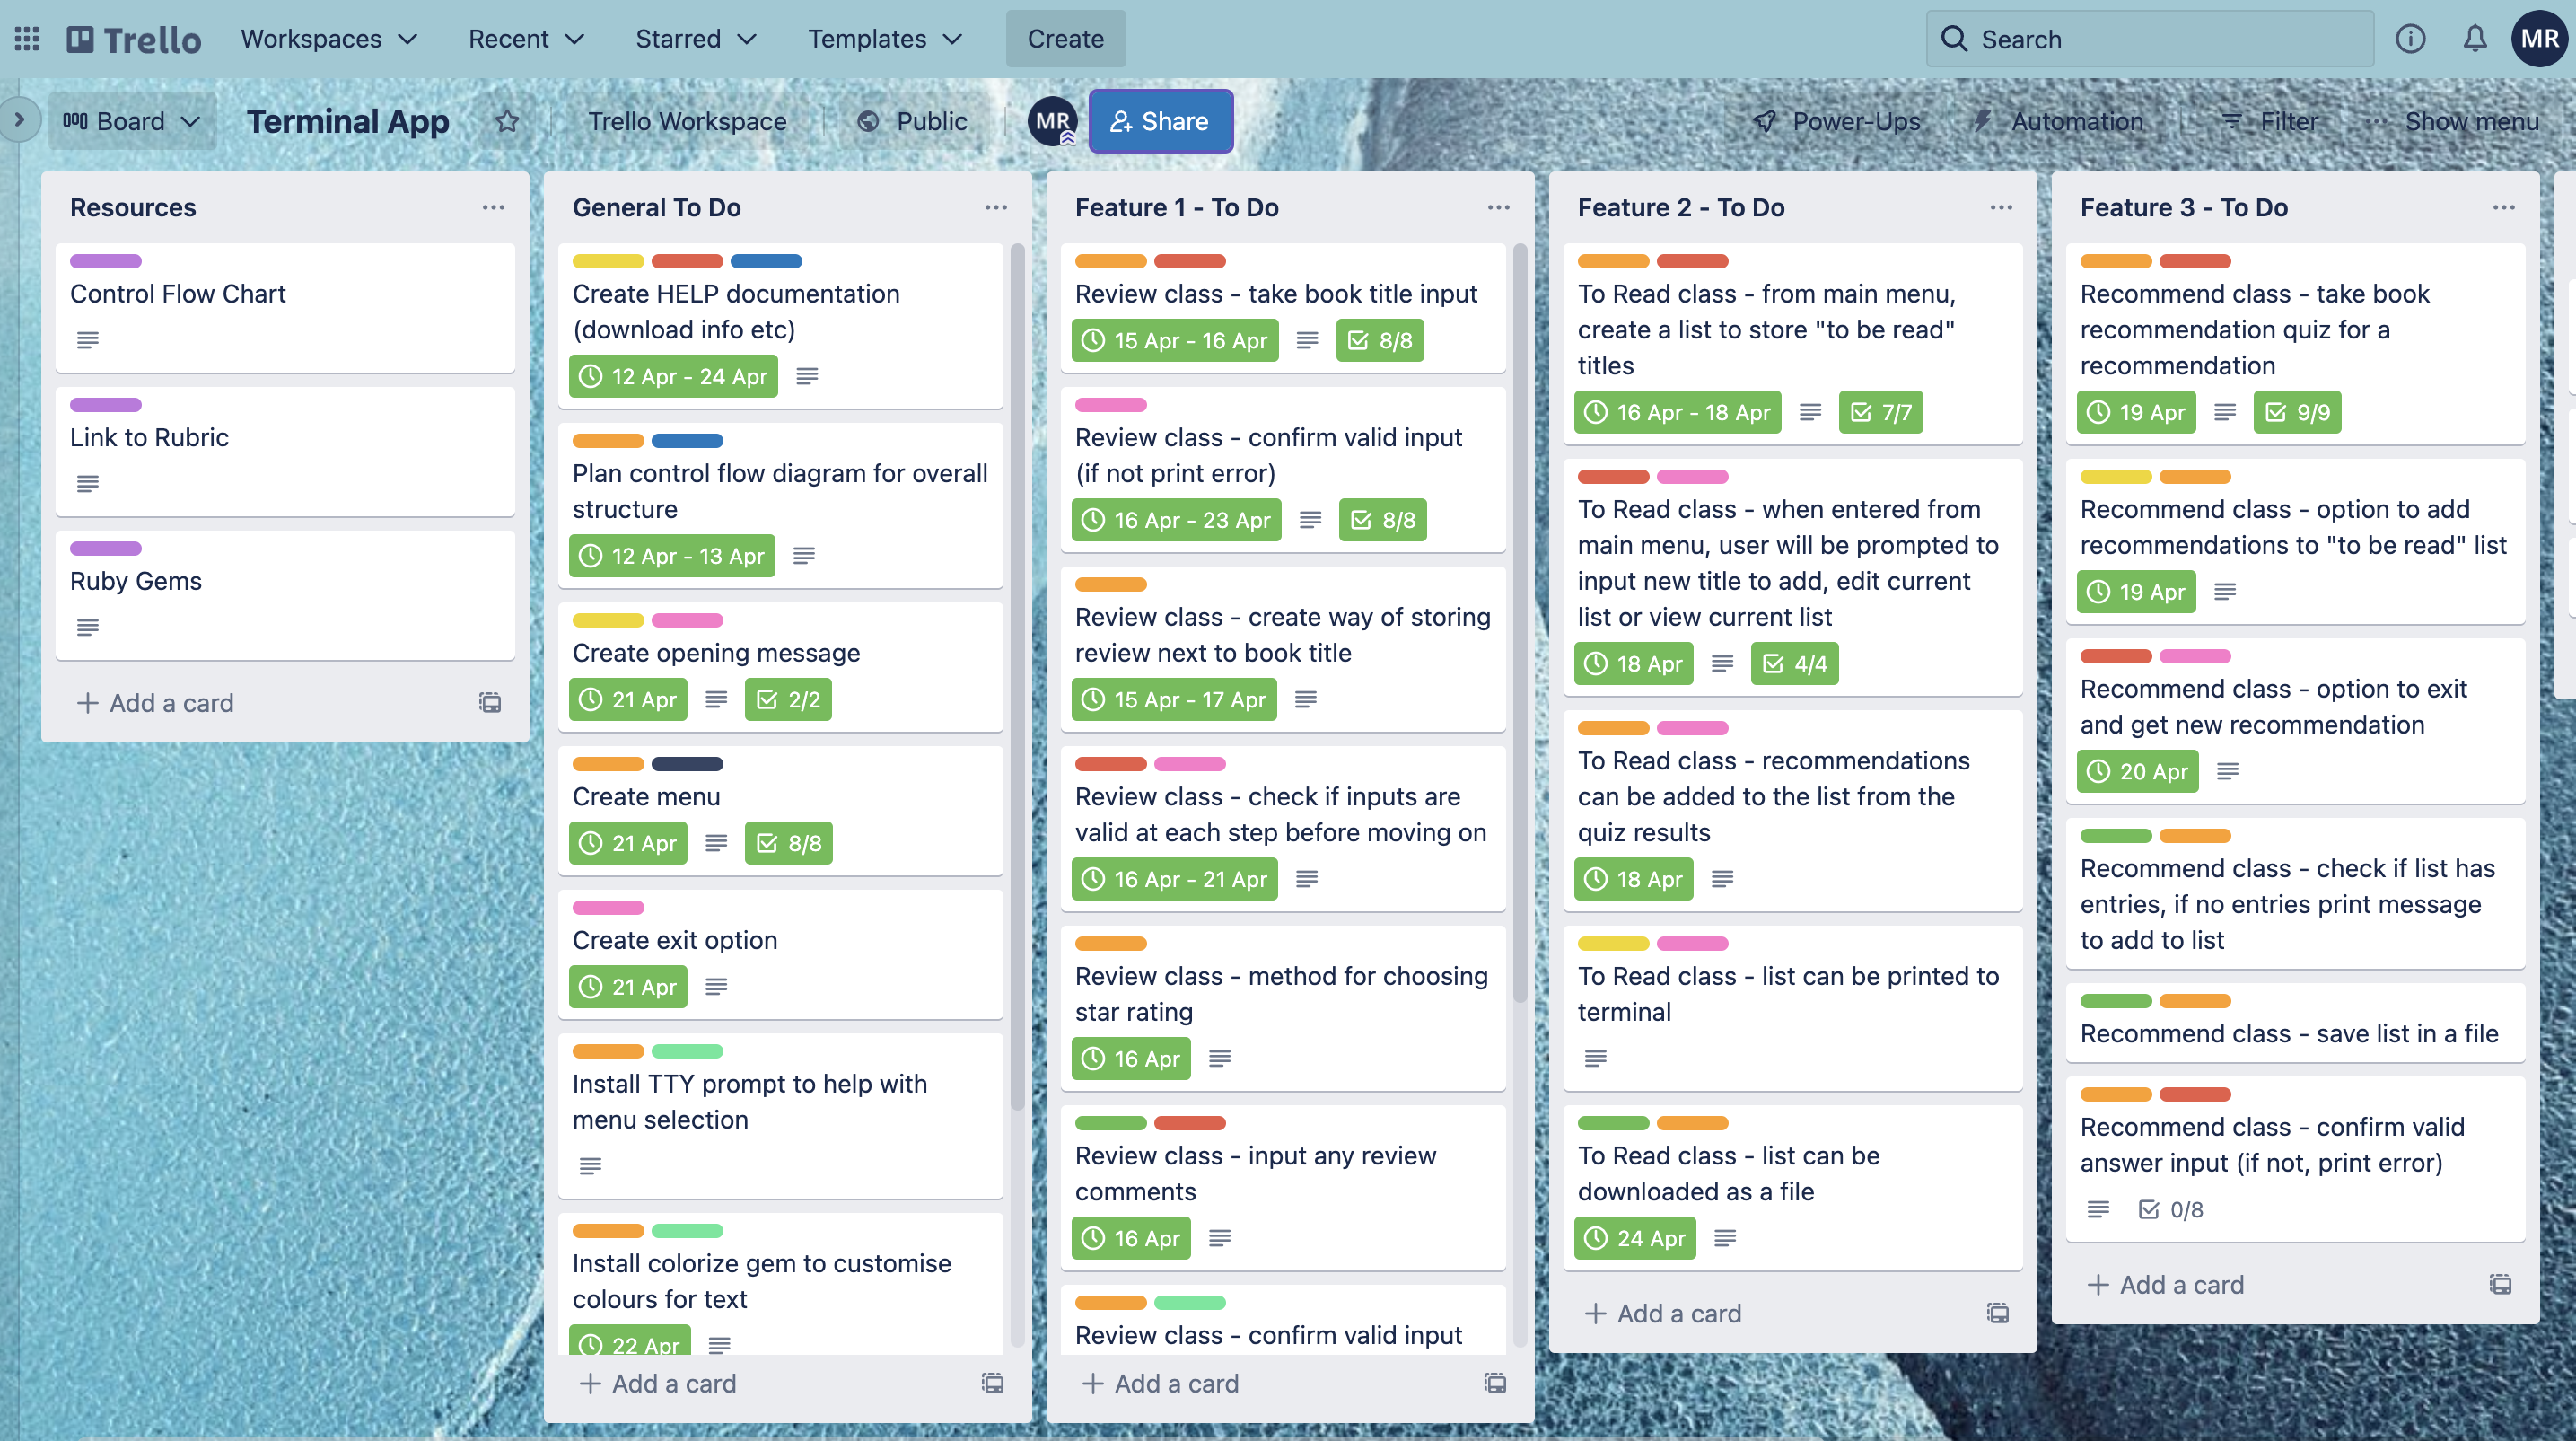 Trello
Workspaces
Recent
Starred
Templates
Create
Search
MR
Board
Terminal App
Trello Workspace
Public
MR
Share
Power-Ups
Automation
Filter
Show menu
Resources
Control Flow Chart
Link to Rubric
Ruby Gems
Add a card
General To Do
Create HELP documentation
(download info etc)
12 Apr - 24 Apr
Plan control flow diagram for overall
structure
12 Apr - 13 Apr
Create opening message
21 Apr
2/2
Create menu
21 Apr
8/8
Create exit option
21 Apr
Install TTY prompt to help with
menu selection
Install colorize gem to customise
colours for text
22 Apr
Add a card
Feature 1 - To Do
Review class - take book title input
15 Apr - 16 Apr
8/8
Review class - confirm valid input
(if not print error)
16 Apr - 23 Apr
8/8
Review class - create way of storing
review next to book title
15 Apr - 17 Apr
Review class - check if inputs are
valid at each step before moving on
16 Apr - 21 Apr
Review class - method for choosing
star rating
16 Apr
Review class - input any review
comments
16 Apr
Review class - confirm valid input
Add a card
Feature 2 - To Do
To Read class - from main menu,
create a list to store "to be read"
titles
16 Apr - 18 Apr
7/7
To Read class - when entered from
main menu, user will be prompted to
input new title to add, edit current
list or view current list
18 Apr
4/4
To Read class - recommendations
can be added to the list from the
quiz results
18 Apr
To Read class - list can be printed to
terminal
To Read class - list can be
downloaded as a file
24 Apr
Add a card
Feature 3 - To Do
Recommend class - take book
recommendation quiz for a
recommendation
19 Apr
9/9
Recommend class - option to add
recommendations to "to be read" list
19 Apr
Recommend class - option to exit
and get new recommendation
20 Apr
Recommend class - check if list has
entries, if no entries print message
to add to list
Recommend class - save list in a file
Recommend class - confirm valid
answer input (if not, print error)
0/8
Add a card